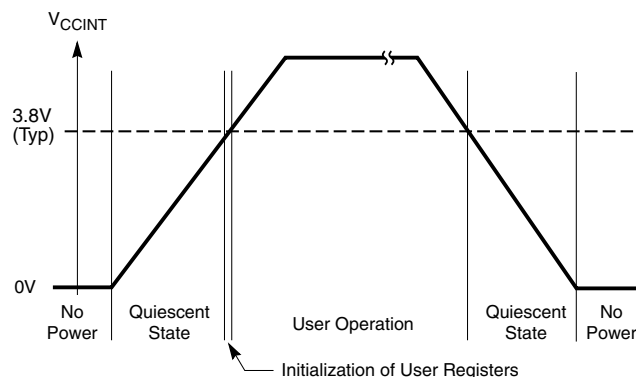 VCCINT
3.8V
(Typ)
0V
No
Power
Quiescent
State
User Operation
Quiescent
State
No
Power
Initialization of User Registers